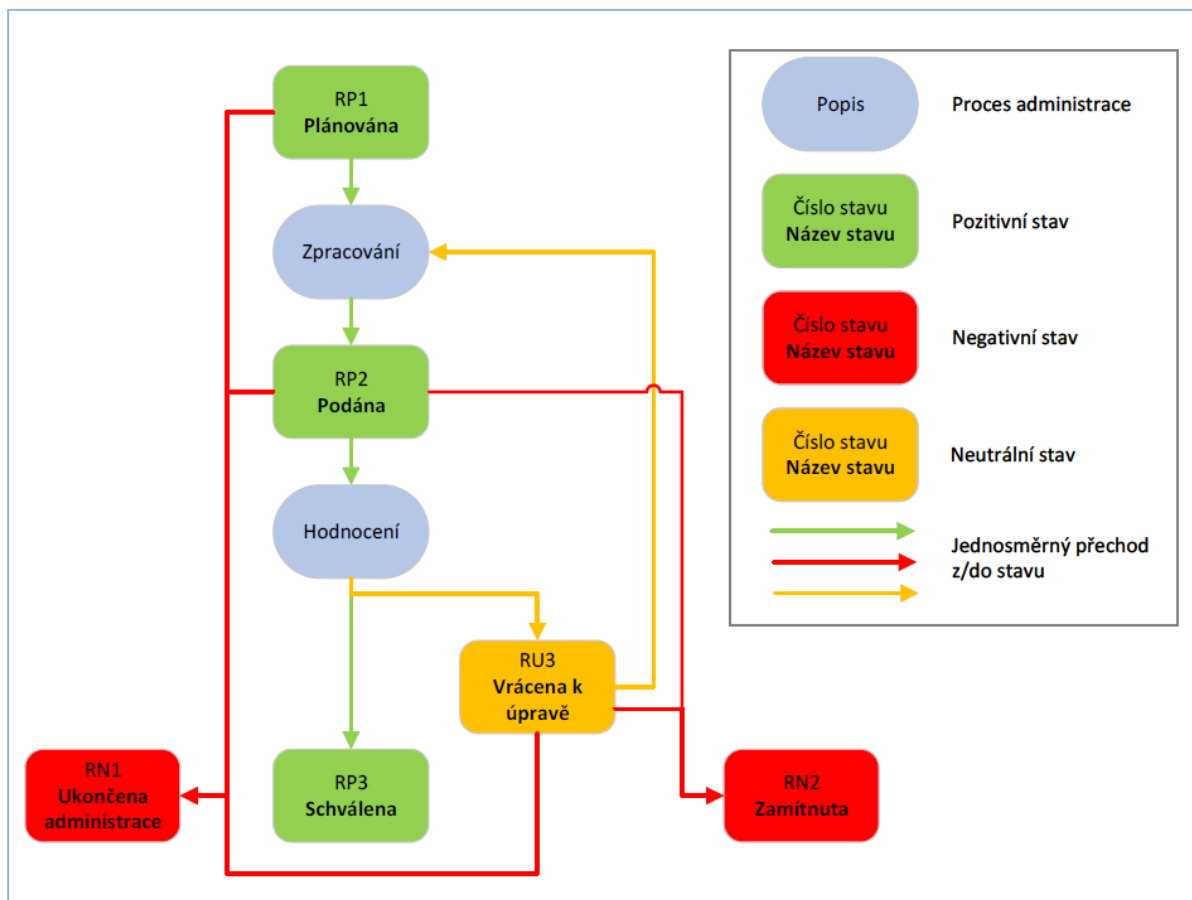 RP1
Plánována
Zpracování
RP2
Podána
Hodnocení
RU3
Vrácena k
úpravě
RN1
Ukončena
administrace
RP3
Schválena
RN2
Zamítnuta
Popis
Proces administrace
Číslo stavu
Název stavu
Pozitivní stav
Číslo stavu
Název stavu
Negativní stav
Číslo stavu
Název stavu
Neutrální stav
Jednosměrný přechod
z/do stavu